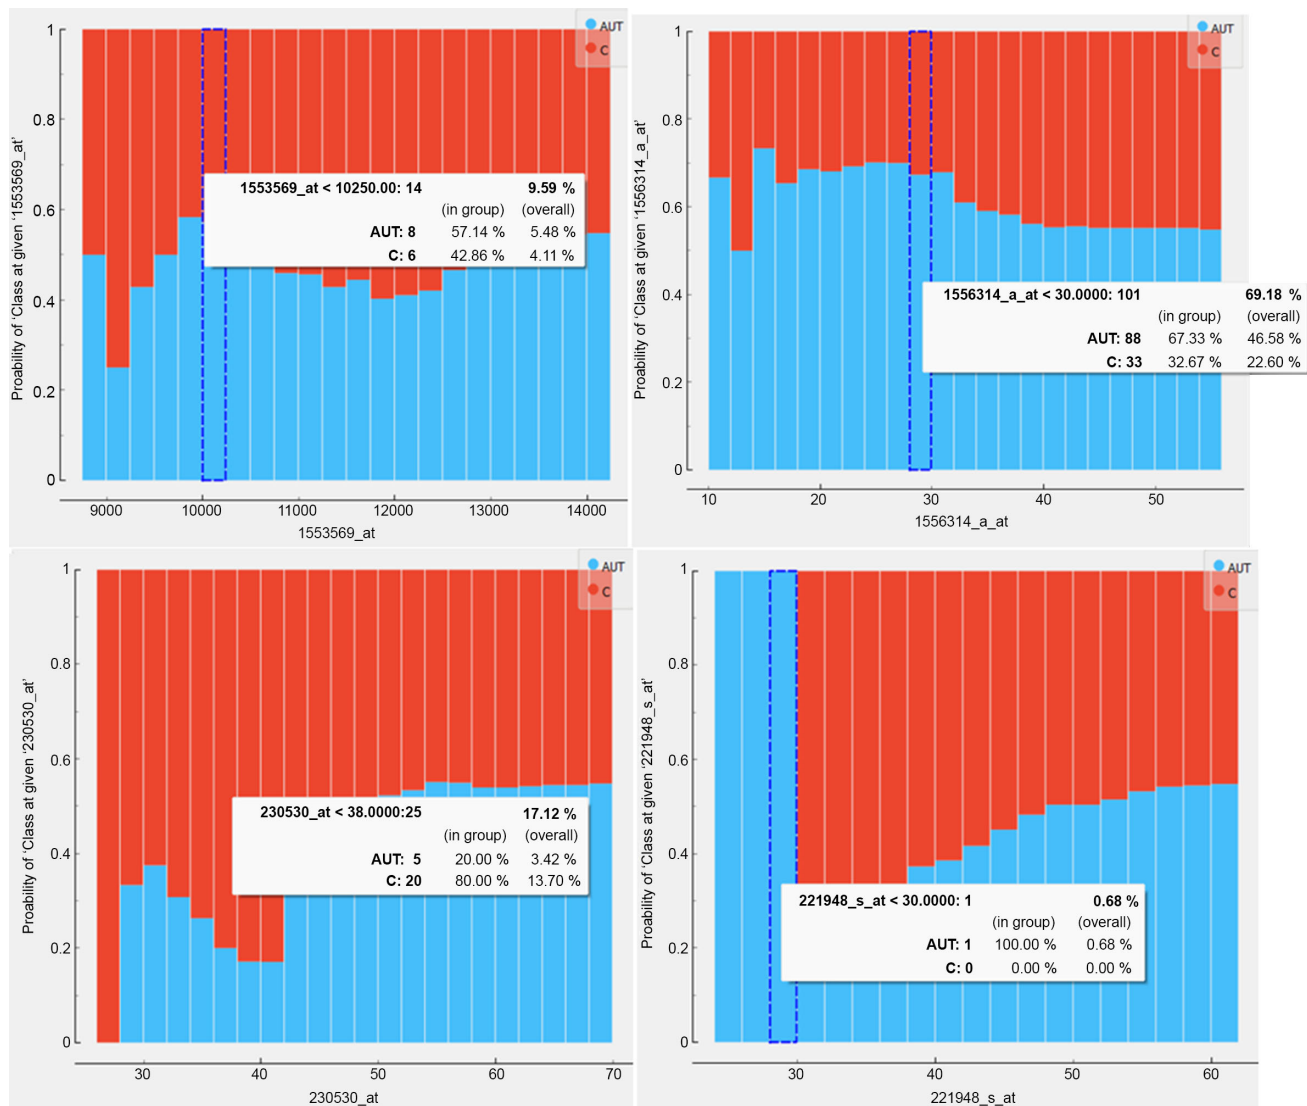 AUT
C
1
0.8
0.6
0.4
0.2
0
Proability of 'Class at given '1553569_at'
1553569_at < 10250.00: 14 9.59 %
(in group) (overall)
AUT: 8 57.14 % 5.48 %
C: 6 42.86 % 4.11 %
9000 10000 11000 12000 13000 14000
1553569_at
AUT
C
1
0.8
0.6
0.4
0.2
0
Proability of 'Class at given '1556314_a_at'
1556314_a_at < 30.0000: 101 69.18 %
(in group) (overall)
AUT: 88 67.33 % 46.58 %
C: 33 32.67 % 22.60 %
10 20 30 40 50
1556314_a_at
AUT
C
1
0.8
0.6
0.4
0.2
0
Proability of 'Class at given '230530_at'
230530_at < 38.0000:25 17.12 %
(in group) (overall)
AUT: 5 20.00 % 3.42 %
C: 20 80.00 % 13.70 %
30 40 50 60 70
230530_at
AUT
C
1
0.8
0.6
0.4
0.2
0
Proability of 'Class at given '221948_s_at'
221948_s_at < 30.0000: 1 0.68 %
(in group) (overall)
AUT: 1 100.00 % 0.68 %
C: 0 0.00 % 0.00 %
30 40 50 60
221948_s_at